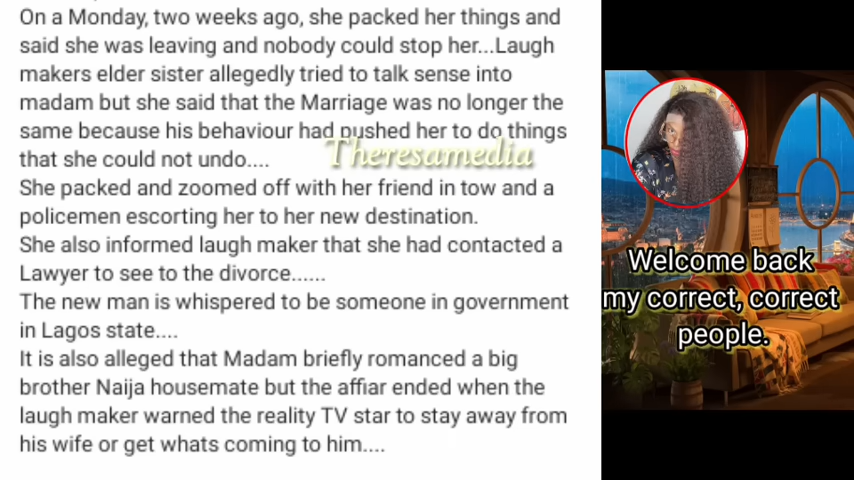 On a Monday, two weeks ago, she packed her things and
said she was leaving and nobody could stop her...Laugh
makers elder sister allegedly tried to talk sense into
madam but she said that the Marriage was no longer the
same because his behaviour had pushed her to do things
that she could not undo....
Theresamedia
She packed and zoomed off with her friend in tow and a
policemen escorting her to her new destination.
She also informed laugh maker that she had contacted a
Lawyer to see to the divorce......
The new man is whispered to be someone in government
in Lagos state....
It is also alleged that Madam briefly romanced a big
brother Naija housemate but the affiar ended when the
laugh maker warned the reality TV star to stay away from
his wife or get whats coming to him....
Welcome back
my correct, correct
people.